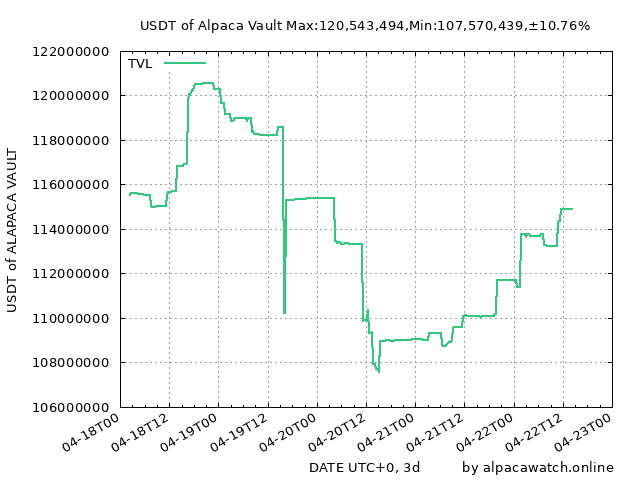 USDT of Alpaca Vault Max:120,543,494,Min:107,570,439,±10.76%
TVL
122000000
120000000
118000000
116000000
114000000
112000000
110000000
108000000
106000000
USDT of ALAPACA VAULT
04-18T00
04-18T12
04-19T00
04-19T12
04-20T00
04-20T12
04-21T00
04-21T12
04-22T00
04-22T12
04-23T00
DATE UTC+0, 3d
by alpacawatch.online